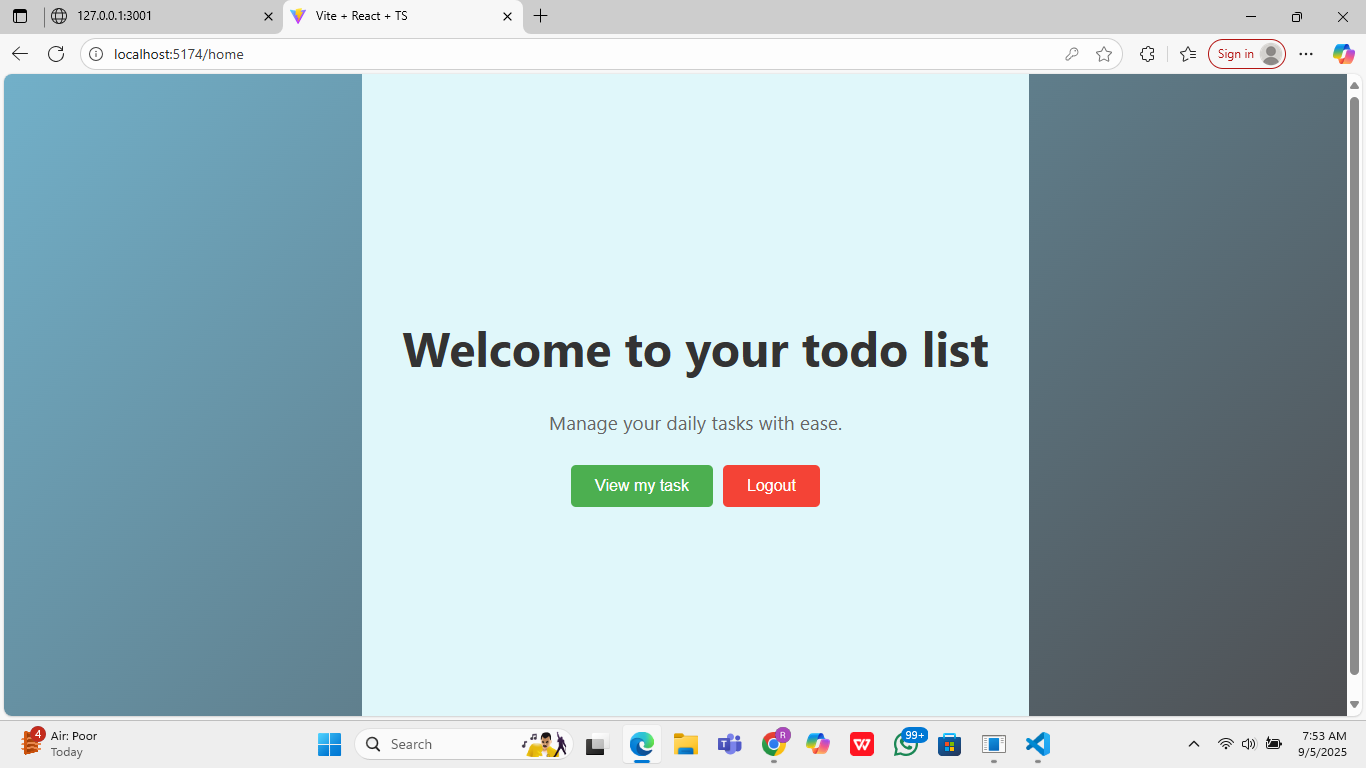 127.0.0.1:3001
Vite + React + TS
localhost:5174/home
Sign in
Welcome to your todo list
Manage your daily tasks with ease.
View my task
Logout
4
Air: Poor
Today
Search
R
99+
7:53 AM
9/5/2025